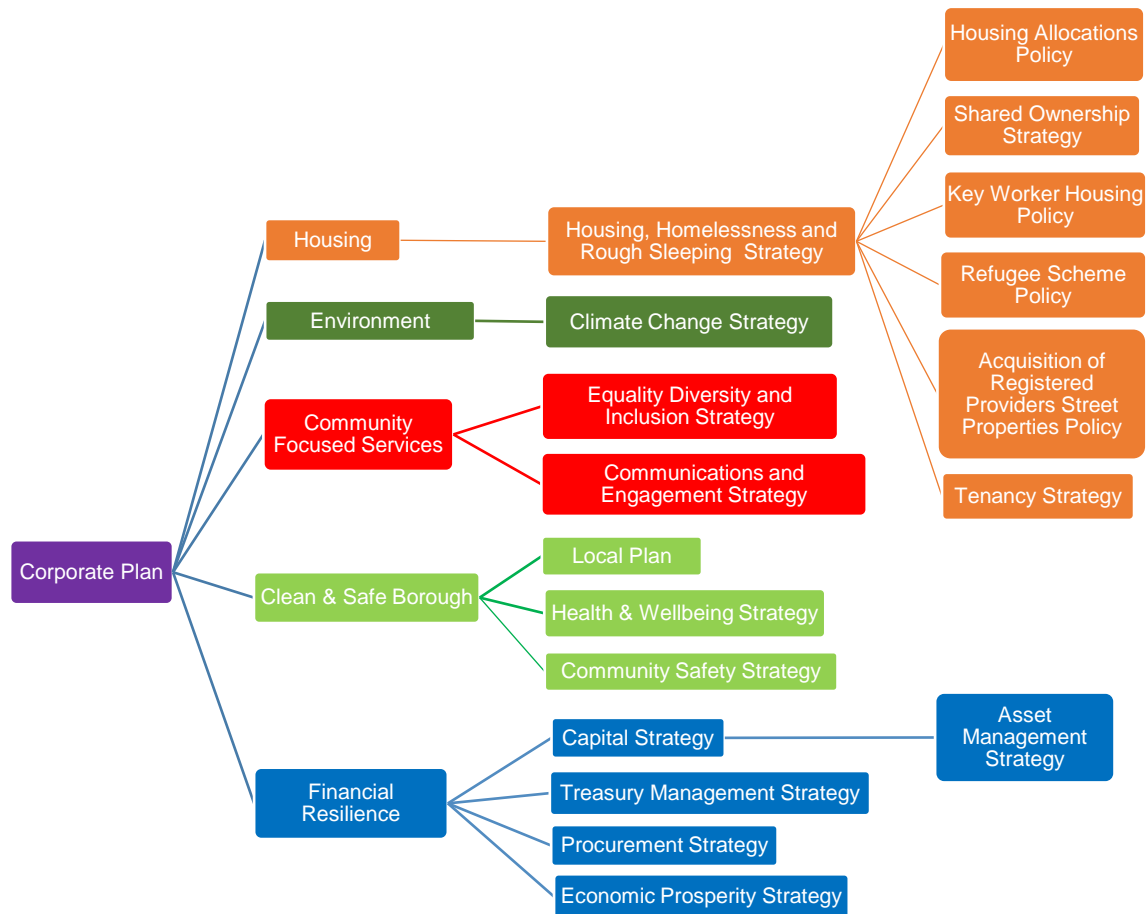 Corporate Plan
Housing
Housing, Homelessness and
Rough Sleeping  Strategy
Housing Allocations
Policy
Shared Ownership
Strategy
Key Worker Housing
Policy
Refugee Scheme
Policy
Acquisition of
Registered
Providers Street
Properties Policy
Tenancy Strategy
Environment
Climate Change Strategy
Community
Focused Services
Equality Diversity and
Inclusion Strategy
Communications and
Engagement Strategy
Clean & Safe Borough
Local Plan
Health & Wellbeing Strategy
Community Safety Strategy
Financial
Resilience
Capital Strategy
Asset
Management
Strategy
Treasury Management Strategy
Procurement Strategy
Economic Prosperity Strategy